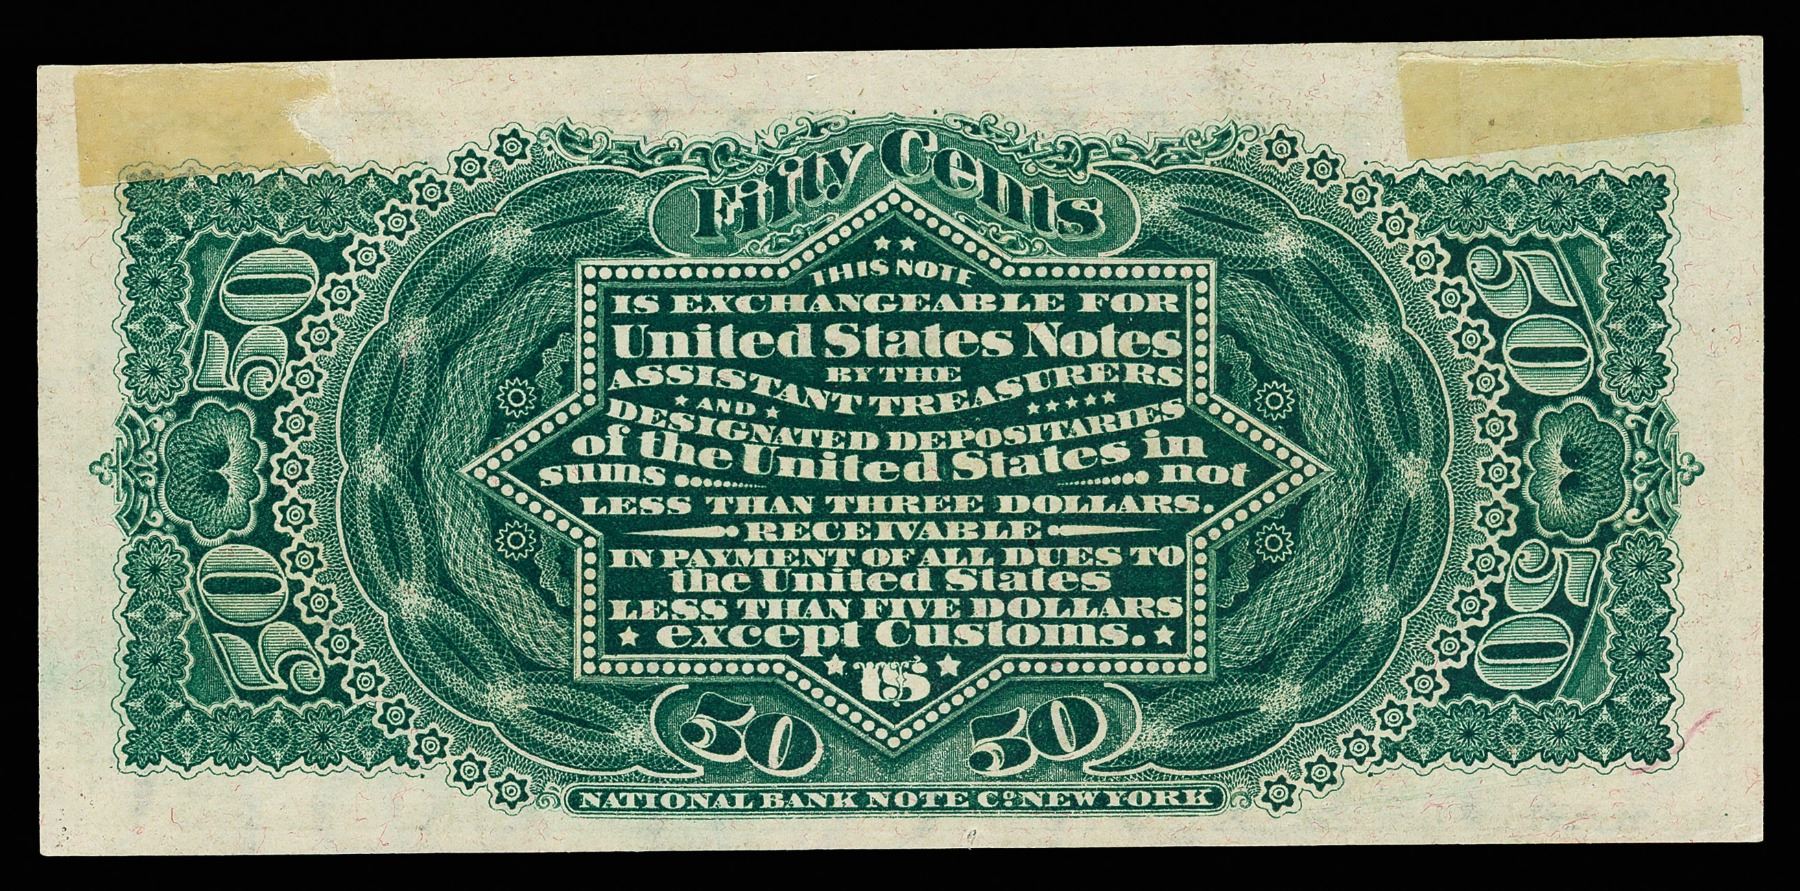 Fifty Cents
THIS NOTE
IS EXCHANGEABLE FOR
United States Notes
BY THE
ASSISTANT TREASURERS
AND
DESIGNATED DEPOSITARIES
of the United States in
sums not
LESS THAN THREE DOLLARS.
RECEIVABLE
IN PAYMENT OF ALL DUES TO
the United States
LESS THAN FIVE DOLLARS
except Customs.
US
50
50
50
50
50
50
NATIONAL BANK NOTE Co NEW YORK